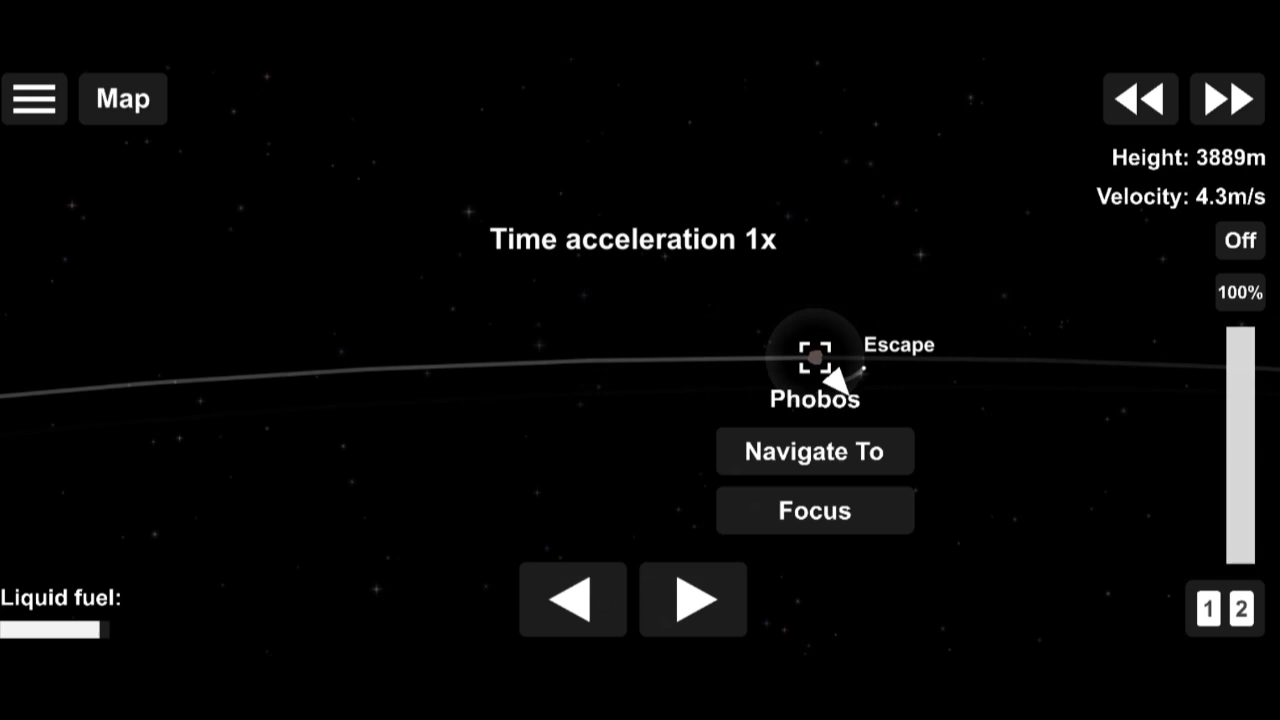 Map
Height: 3889m
Velocity: 4.3m/s
Time acceleration 1x
Off
100%
Escape
Phobos
Navigate To
Focus
Liquid fuel:
1 2